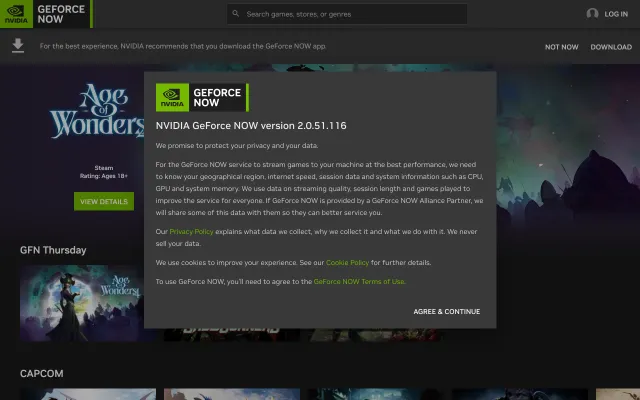 NVIDIA
GEFORCE
NOW
Search games, stores, or genres
LOG IN
For the best experience, NVIDIA recommends that you download the GeForce NOW app.
NOT NOW
DOWNLOAD
Age
of
Wonders
Steam
Rating: Ages 18+
VIEW DETAILS
NVIDIA
GEFORCE
NOW
NVIDIA GeForce NOW version 2.0.51.116
We promise to protect your privacy and your data.
For the GeForce NOW service to stream games to your machine at the best performance, we need
to know your geographical region, internet speed, session data and system information such as CPU,
GPU and system memory. We use data on streaming quality, session length and games played to
improve the service for everyone. If GeForce NOW is provided by a GeForce NOW Alliance Partner, we
will share some of this data with them so they can better service you.
Our Privacy Policy explains what data we collect, why we collect it and what we do with it. We never
sell your data.
We use cookies to improve your experience. See our Cookie Policy for further details.
To use GeForce NOW, you'll need to agree to the GeForce NOW Terms of Use.
AGREE & CONTINUE
GFN Thursday
Age
of
Wonders
CAPCOM